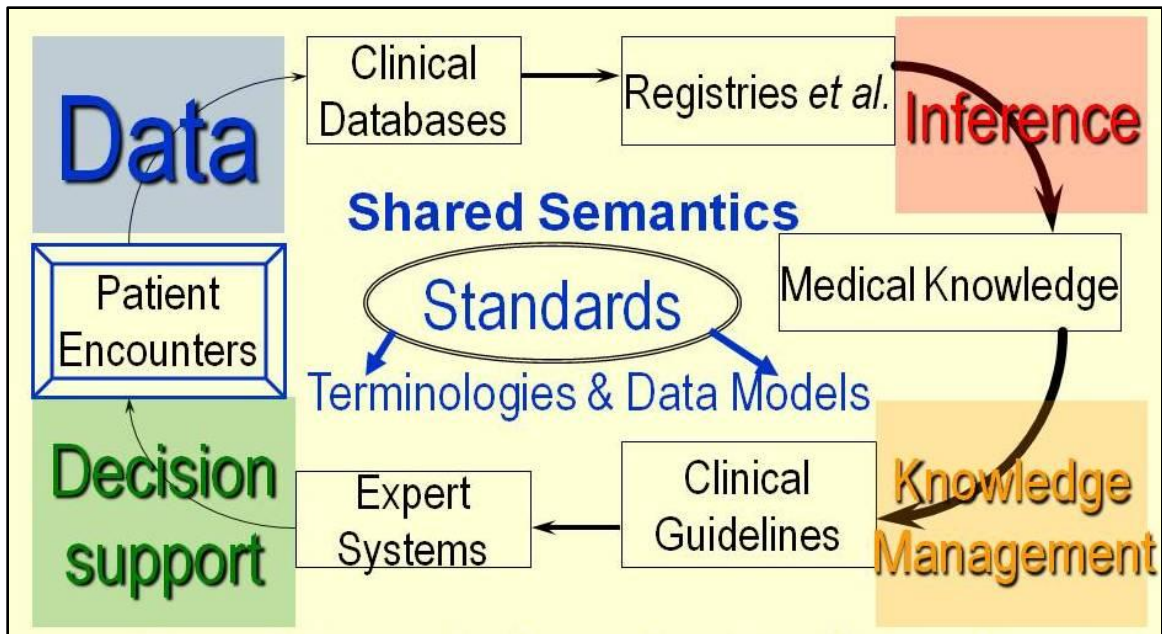 Data
Clinical
Databases
Registries et al.
Inference
Shared Semantics
Standards
Terminologies & Data Models
Patient
Encounters
Medical Knowledge
Decision
support
Expert
Systems
Clinical
Guidelines
Knowledge
Management